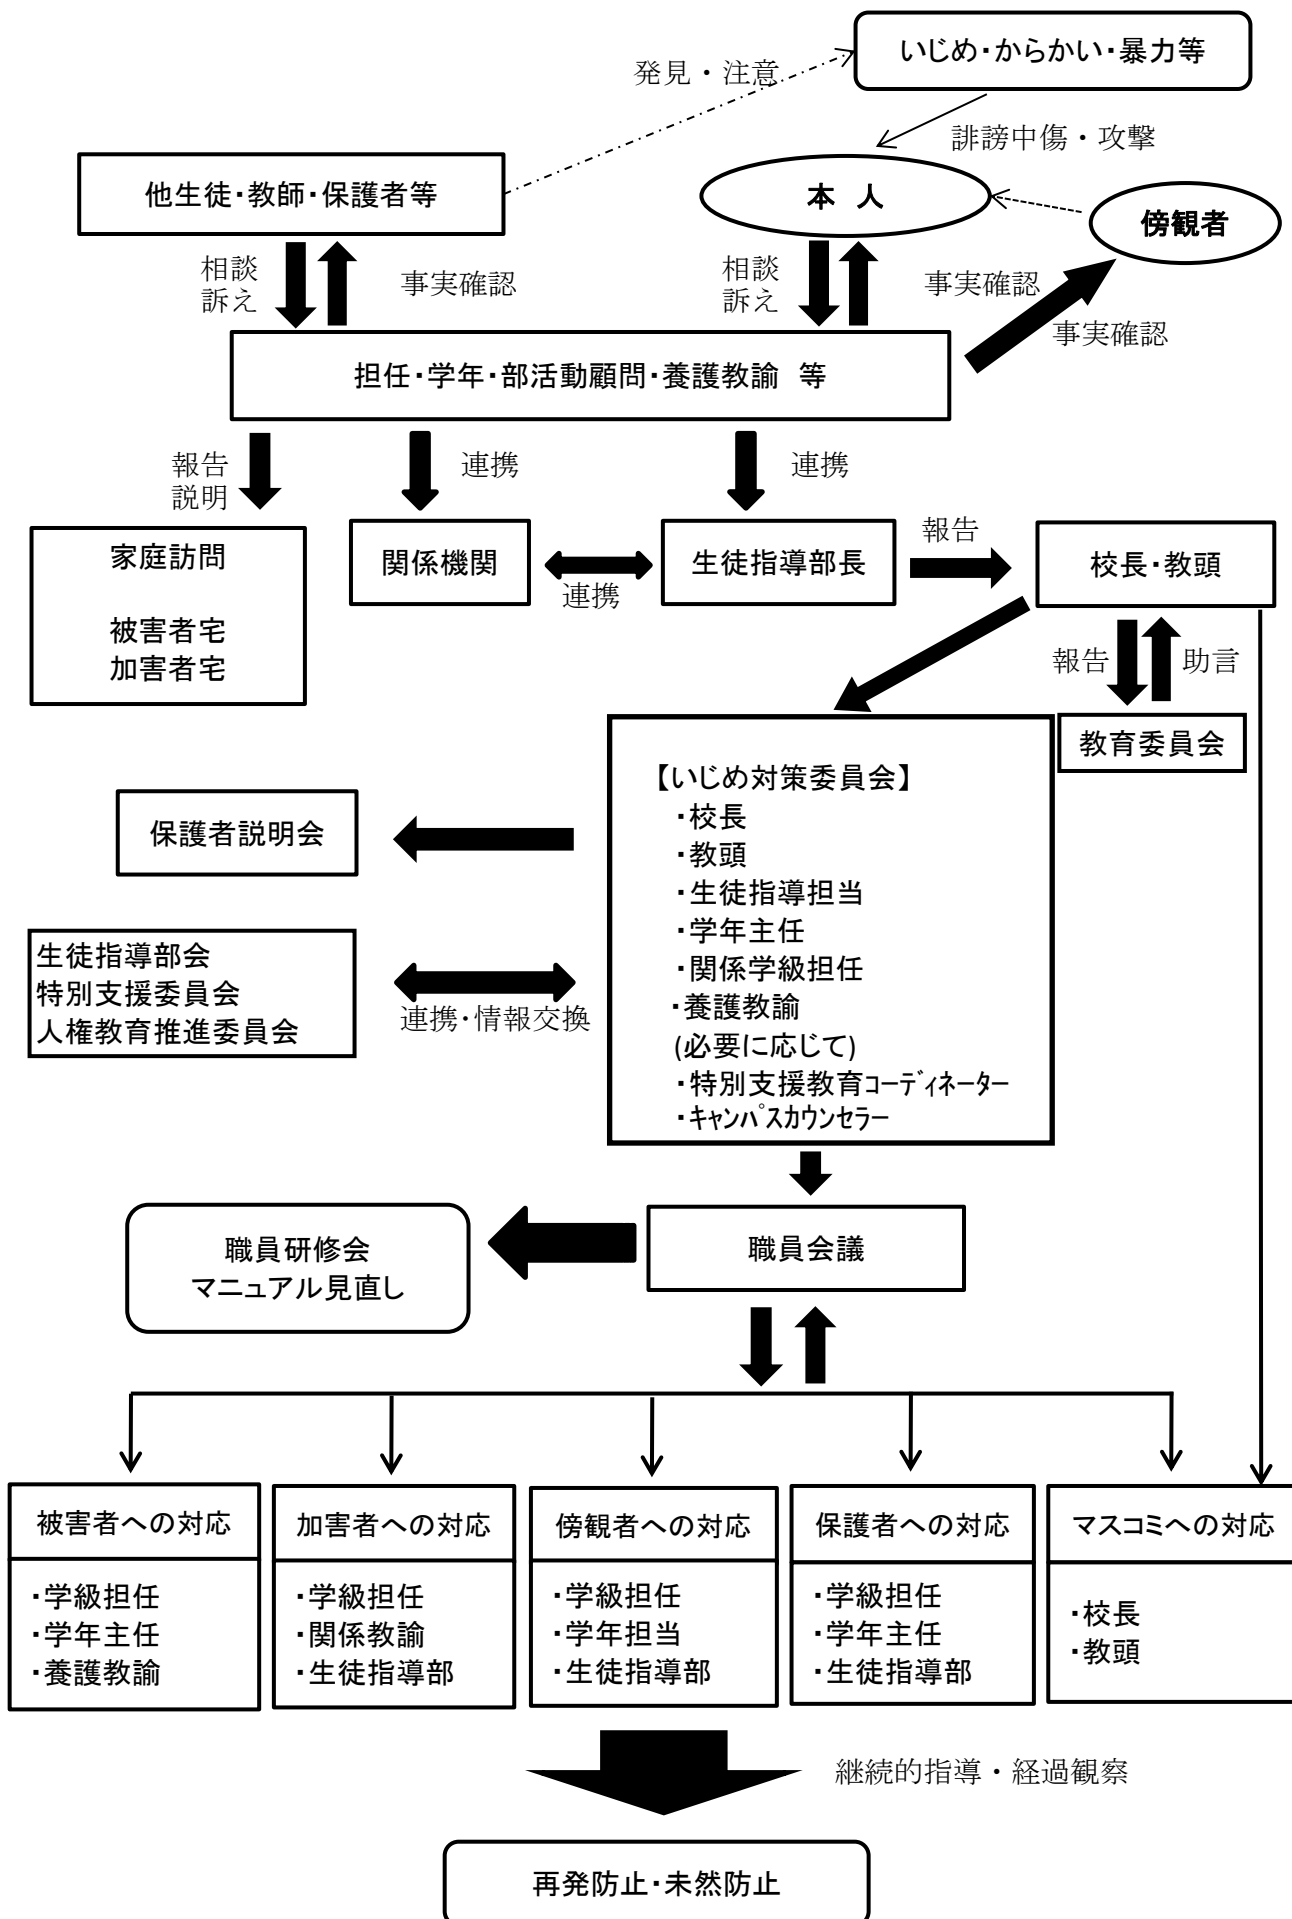 いじめ・からかい・暴力等
発見・注意
誹謗中傷・攻撃
他生徒・教師・保護者等
本　人
傍観者
相談
訴え
事実確認
相談
訴え
事実確認
事実確認
担任・学年・部活動顧問・養護教諭　等
報告
説明
連携
連携
家庭訪問
被害者宅
加害者宅
関係機関
連携
生徒指導部長
報告
校長・教頭
報告
助言
教育委員会
【いじめ対策委員会】
・校長
・教頭
・生徒指導担当
・学年主任
・関係学級担任
・養護教諭
(必要に応じて)
・特別支援教育ｺｰﾃﾞｨﾈｰﾀｰ
・ｷｬﾝﾊﾟｽｶｳﾝｾﾗｰ
保護者説明会
生徒指導部会
特別支援委員会
人権教育推進委員会
連携・情報交換
職員会議
職員研修会
マニュアル見直し
被害者への対応
・学級担任
・学年主任
・養護教諭
加害者への対応
・学級担任
・関係教諭
・生徒指導部
傍観者への対応
・学級担任
・学年担当
・生徒指導部
保護者への対応
・学級担任
・学年主任
・生徒指導部
マスコミへの対応
・校長
・教頭
継続的指導・経過観察
再発防止・未然防止